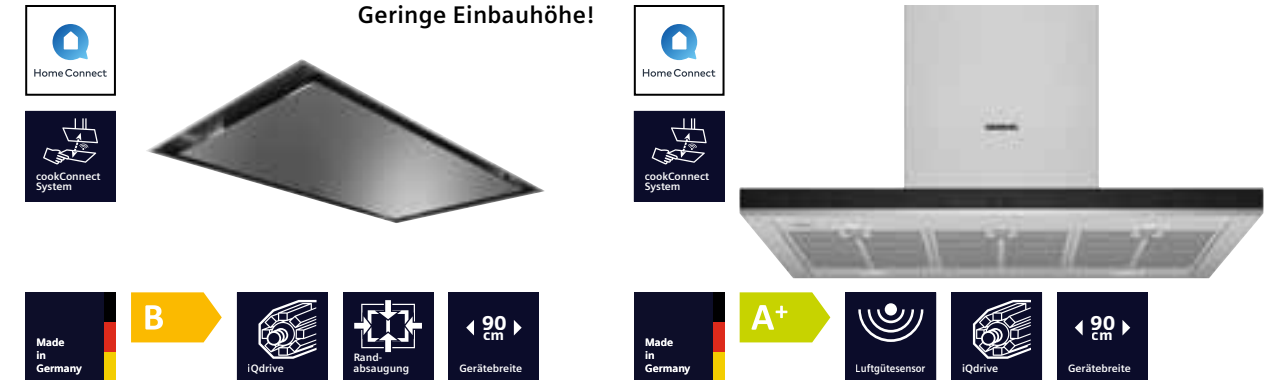 Geringe Einbauhöhe!
Home Connect
cookConnect
System
Made
in
Germany
B
iQdrive
Rand-
absaugung
90
cm
Gerätebreite
Home Connect
cookConnect
System
Made
in
Germany
A+
Luftgütesensor
iQdrive
90
cm
Gerätebreite